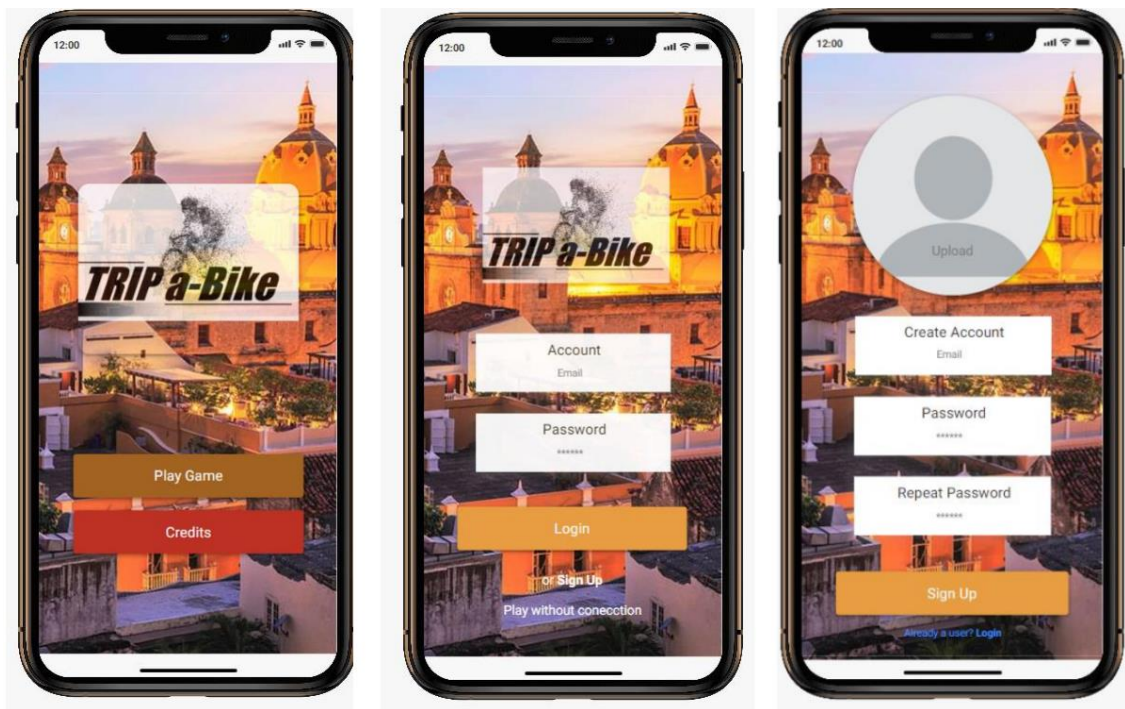 12:00
TRIP a-Bike
Play Game
Credits
12:00
TRIP a-Bike
Account
Email
Password
******
Login
or Sign Up
Play without conecction
12:00
Upload
Create Account
Email
Password
******
Repeat Password
******
Sign Up
Already a user? Login